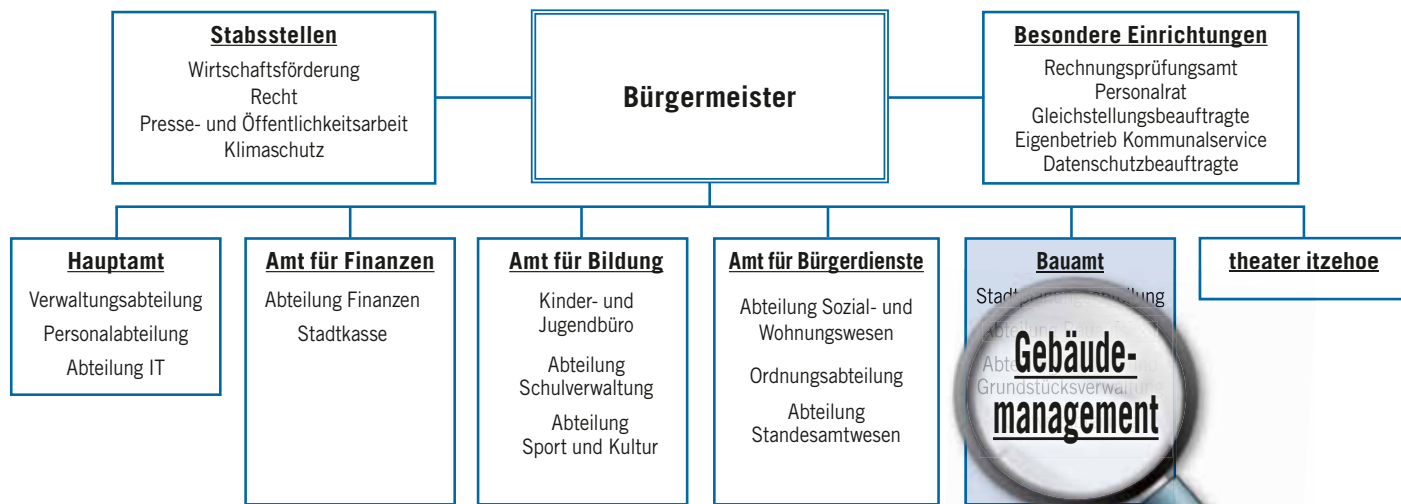 Stabsstellen
Wirtschaftsförderung
Recht
Presse- und Öffentlichkeitsarbeit
Klimaschutz
Bürgermeister
Besondere Einrichtungen
Rechnungsprüfungsamt
Personalrat
Gleichstellungsbeauftragte
Eigenbetrieb Kommunalservice
Datenschutzbeauftragte
Hauptamt
Verwaltungsabteilung
Personalabteilung
Abteilung IT
Amt für Finanzen
Abteilung Finanzen
Stadtkasse
Amt für Bildung
Kinder- und
Jugendbüro
Abteilung
Schulverwaltung
Abteilung
Sport und Kultur
Amt für Bürgerdienste
Abteilung Sozial- und
Wohnungswesen
Ordnungsabteilung
Abteilung
Standesamtwesen
Bauamt
Stadtplanungsabteilung
Abteilung
Grundstücksverwaltung
Gebäude-
management
theater itzehoe